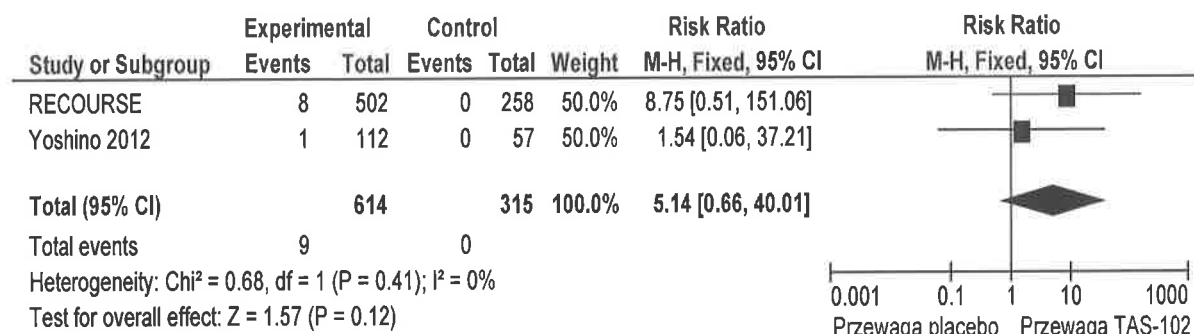 Experimental Control Risk Ratio Risk Ratio
Study or Subgroup Events Total Events Total Weight M-H, Fixed, 95% CI M-H, Fixed, 95% CI
RECOURSE 8 502 0 258 50.0% 8.75 [0.51, 151.06]
Yoshino 2012 1 112 0 57 50.0% 1.54 [0.06, 37.21]
Total (95% CI) 614 315 100.0% 5.14 [0.66, 40.01]
Total events 9 0
Heterogeneity: Chi² = 0.68, df = 1 (P = 0.41); I² = 0%
Test for overall effect: Z = 1.57 (P = 0.12)
0.001 0.1 1 10 1000
Przewaga placebo Przewaga TAS-102